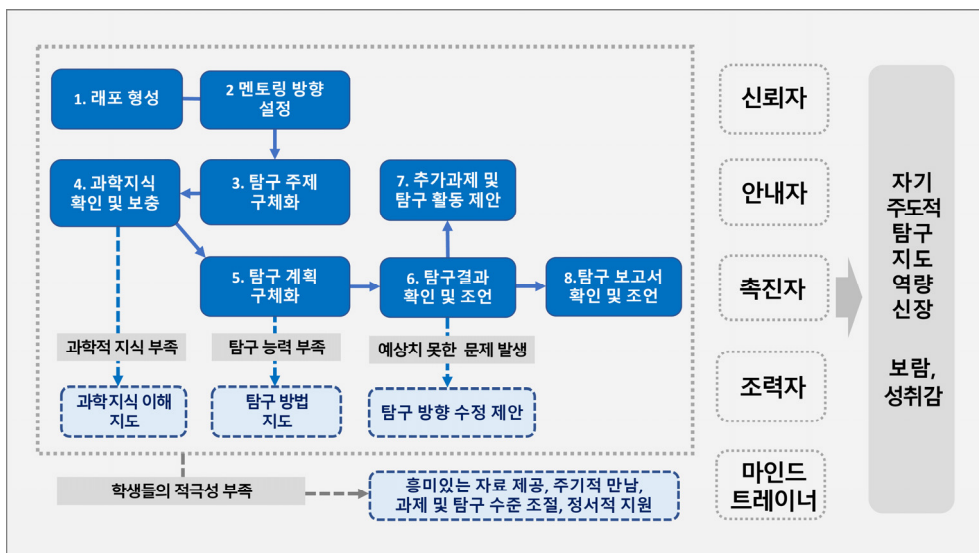 1. 래포 형성
2 멘토링 방향
설정
3. 탐구 주제
구체화
4. 과학지식
확인 및 보충
5. 탐구 계획
구체화
6. 탐구결과
확인 및 조언
7. 추가과제 및
탐구 활동 제안
8.탐구 보고서
확인 및 조언
과학적 지식 부족
탐구 능력 부족
예상치 못한 문제 발생
과학지식 이해
지도
탐구 방법
지도
탐구 방향 수정 제안
학생들의 적극성 부족
흥미있는 자료 제공, 주기적 만남,
과제 및 탐구 수준 조절, 정서적 지원
신뢰자
안내자
촉진자
조력자
마인드
트레이너
자기
주도적
탐구
지도
역량
신장
보람,
성취감